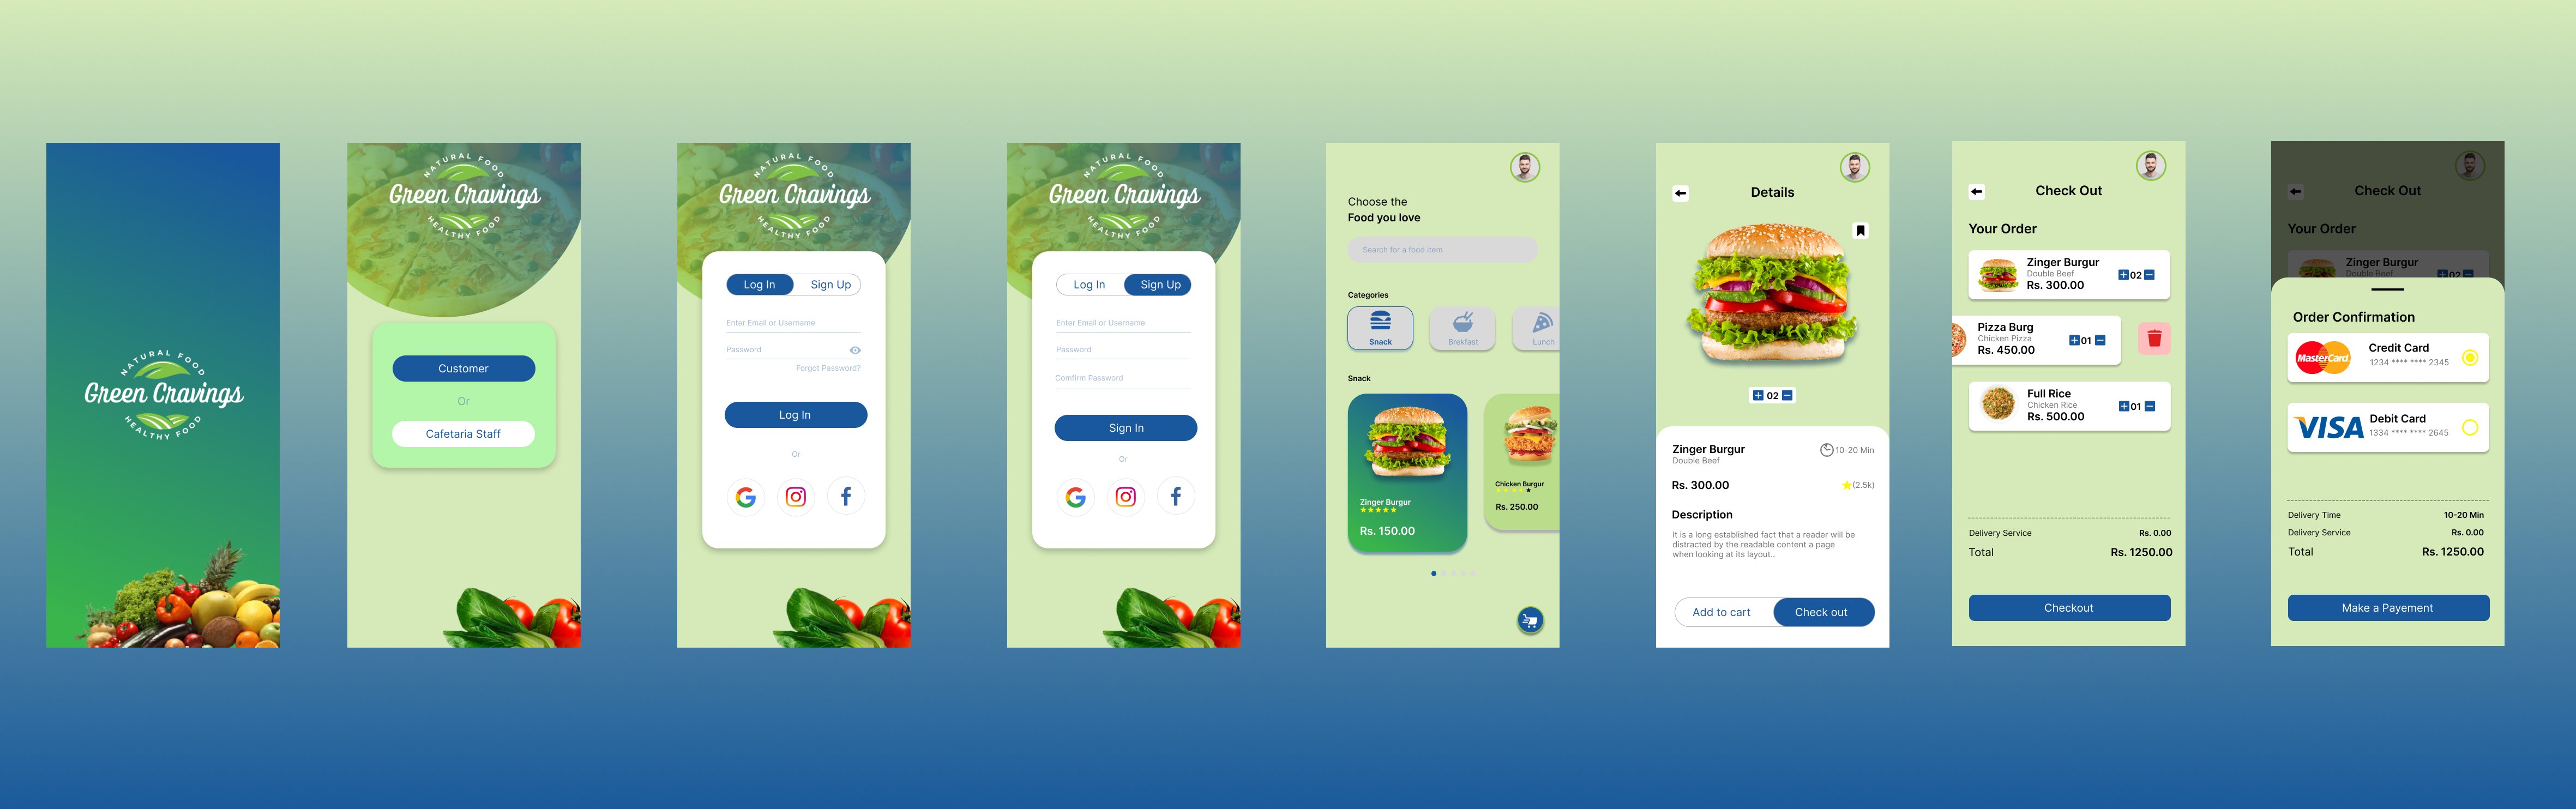 NATURAL FOOD
Green Cravings
HEALTHY FOOD
NATURAL FOOD
Green Cravings
HEALTHY FOOD
Customer
Or
Cafetaria Staff
NATURAL FOOD
Green Cravings
HEALTHY FOOD
Log In
Sign Up
Enter Email or Username
Password
Forgot Password?
Log In
Or
NATURAL FOOD
Green Cravings
HEALTHY FOOD
Log In
Sign Up
Enter Email or Username
Password
Comfirm Password
Sign In
Or
Choose the
Food you love
Search for a food item
Categories
Snack
Brekfast
Lunch
Snack
Zinger Burgur
Rs. 150.00
Chicken Burgur
Rs. 250.00
Details
02
Zinger Burgur
10-20 Min
Double Beef
Rs. 300.00
(2.5k)
Description
It is a long established fact that a reader will be
distracted by the readable content a page
when looking at its layout..
Add to cart
Check out
Check Out
Your Order
Zinger Burgur
Double Beef
Rs. 300.00
02
Pizza Burg
Chicken Pizza
Rs. 450.00
01
Full Rice
Chicken Rice
Rs. 500.00
01
Delivery Service
Rs. 0.00
Total
Rs. 1250.00
Checkout
Check Out
Your Order
Zinger Burgur
Double Beef
02
Order Confirmation
MasterCard
Credit Card
1234 **** **** 2345
VISA
Debit Card
1334 **** **** 2645
Delivery Time
10-20 Min
Delivery Service
Rs. 0.00
Total
Rs. 1250.00
Make a Payement